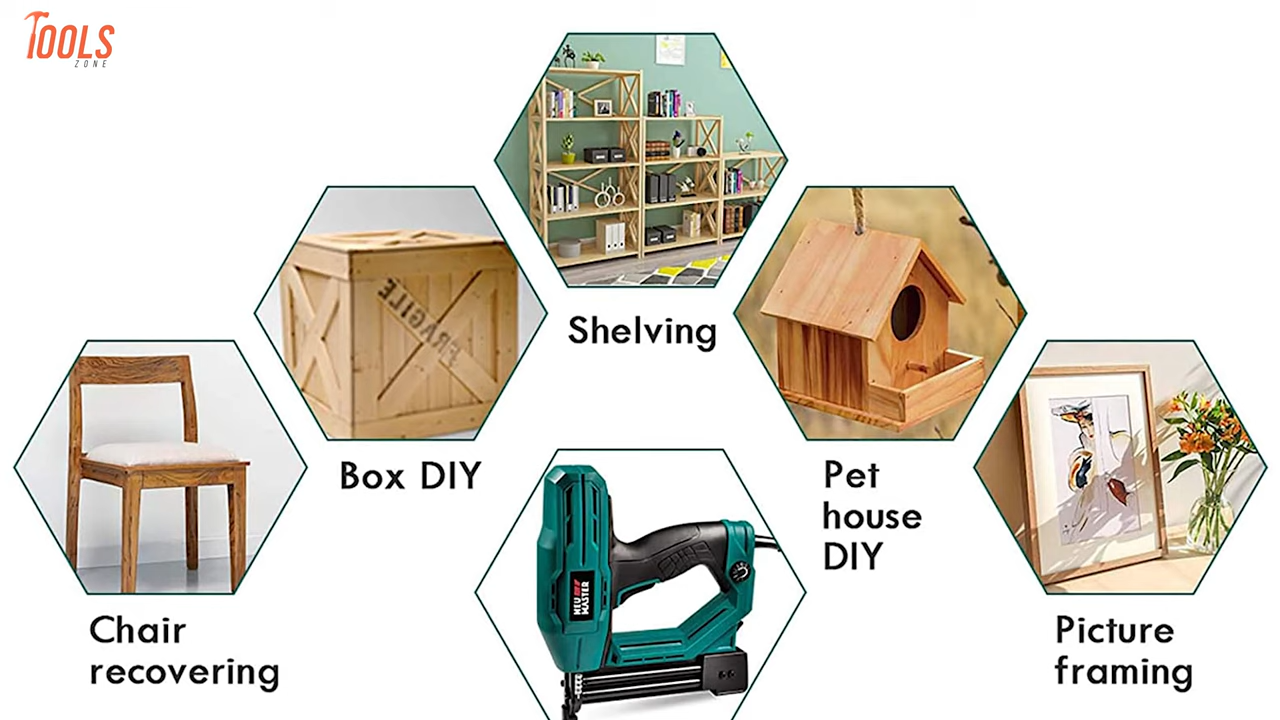 TOOLS
ZONE
Shelving
FRAGILE
Box DIY
Pet
house
DIY
NEU
MASTER
Chair
recovering
Picture
framing